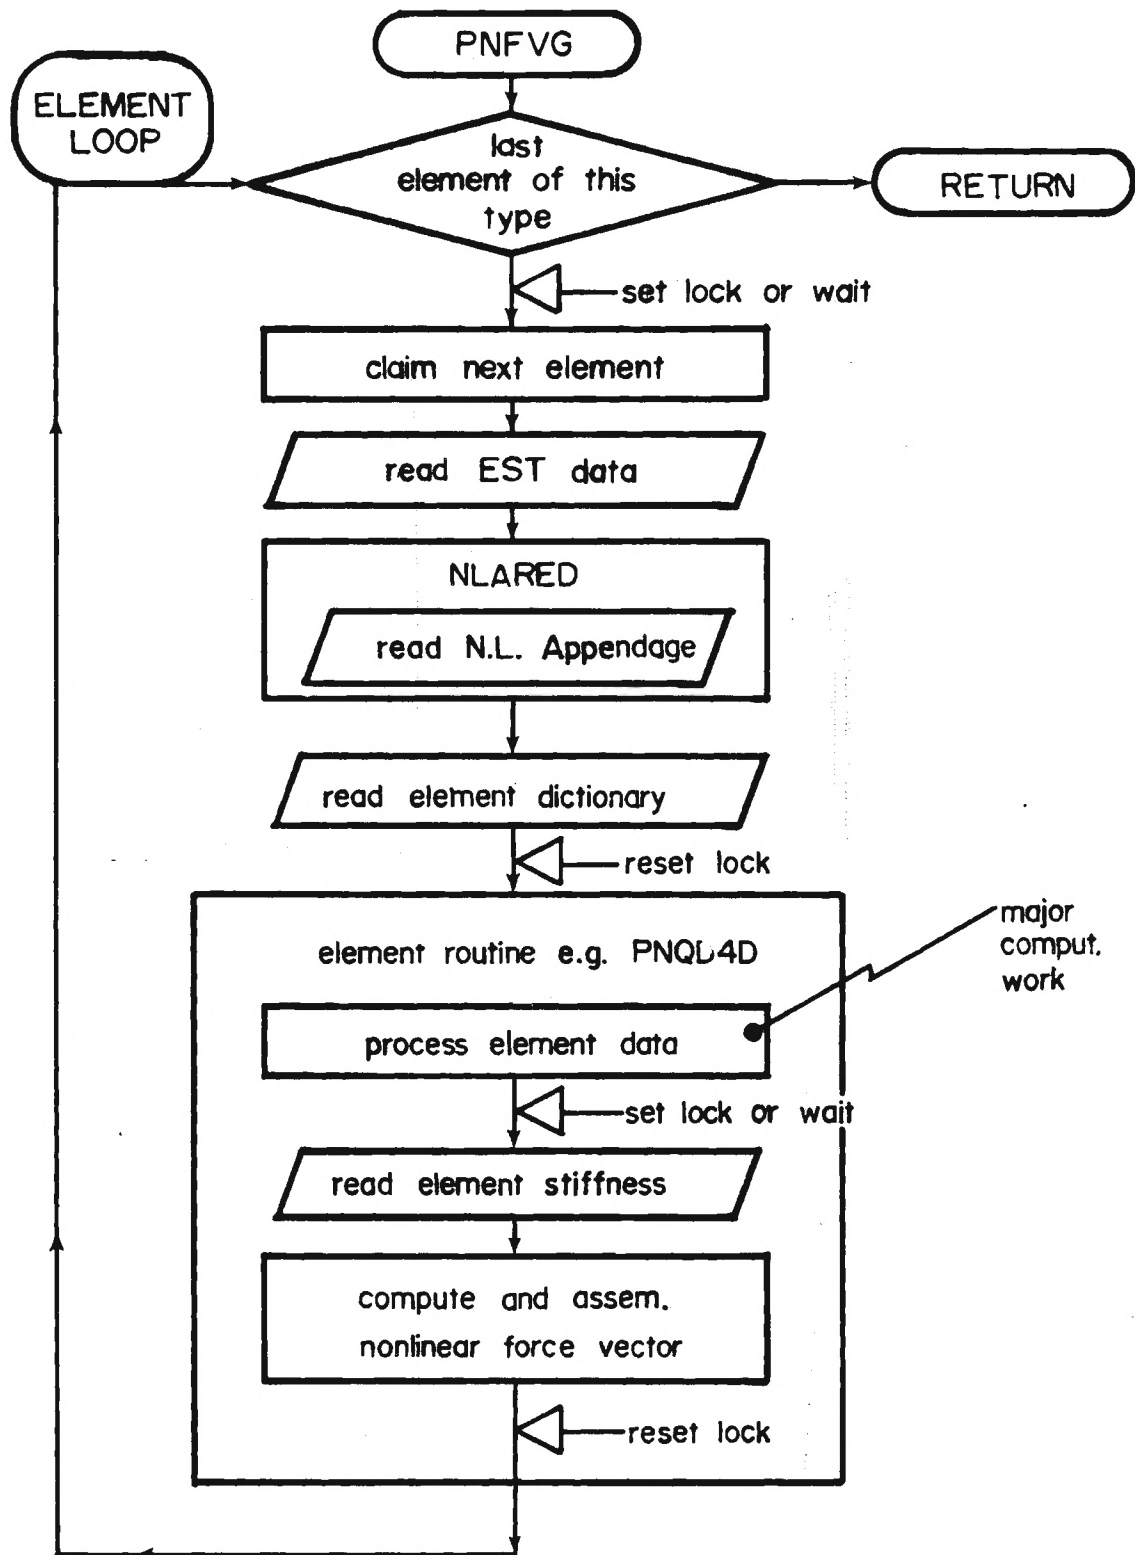 PNFVG
ELEMENT
LOOP
last
element of this
type
RETURN
set lock or wait
claim next element
read EST data
NLARED
read N.L. Appendage
read element dictionary
reset lock
element routine e.g. PNQD4D
major
comput.
work
process element data
set lock or wait
read element stiffness
compute and assem.
nonlinear force vector
reset lock